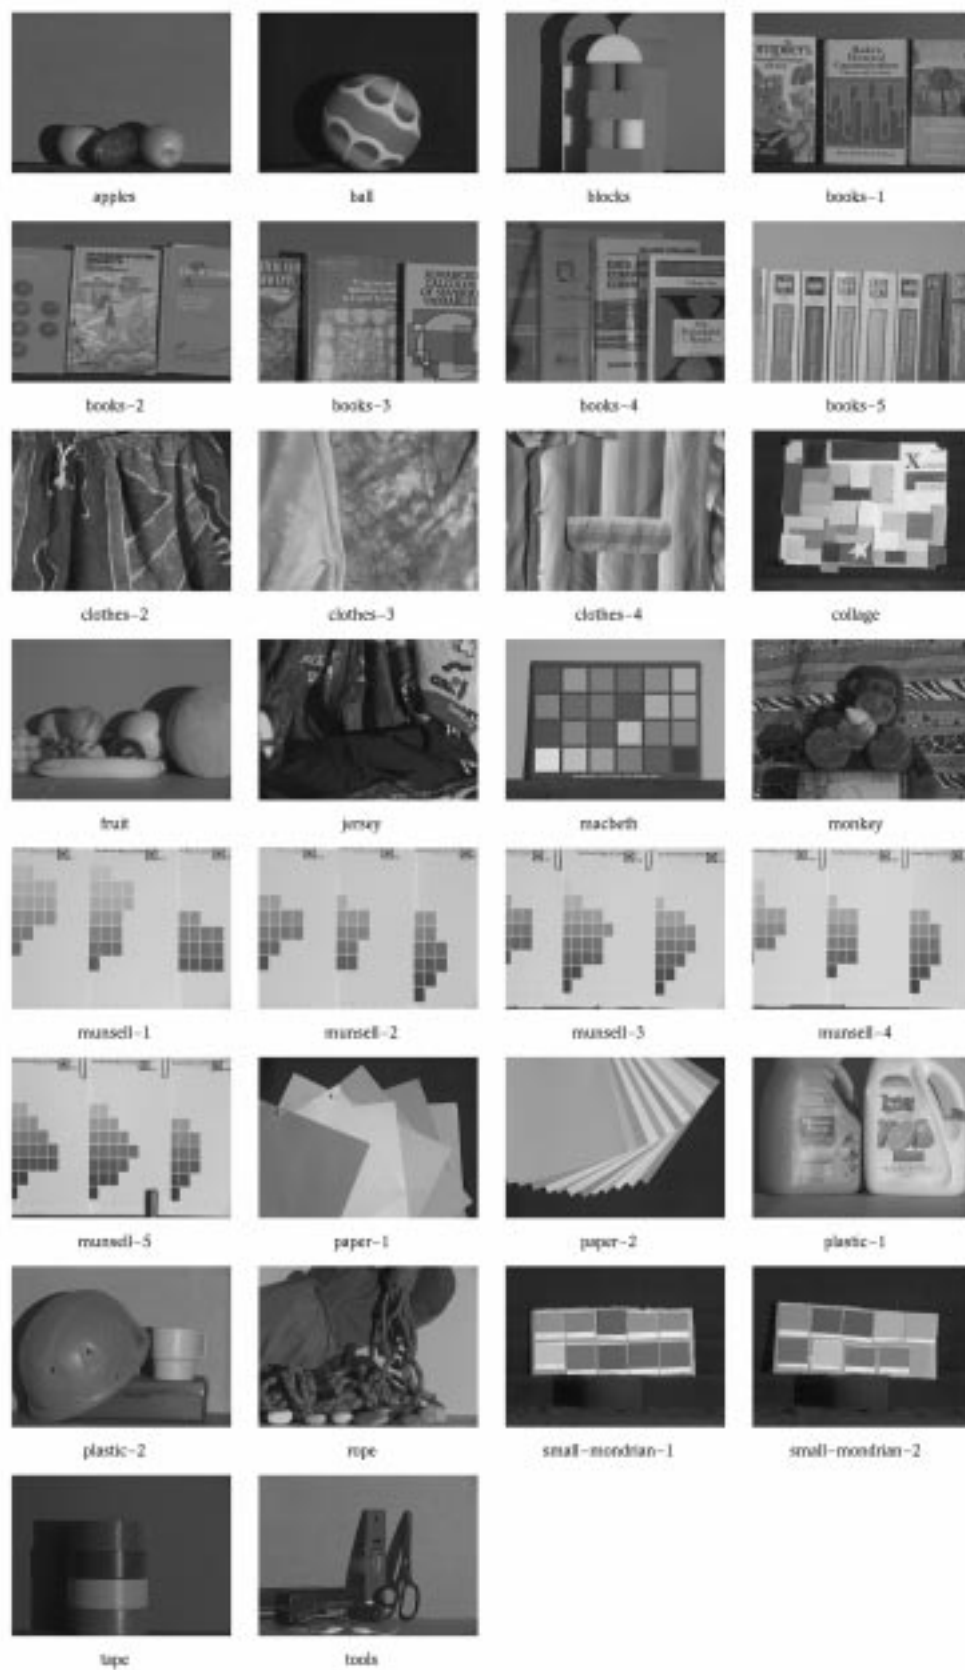 apples ball blocks books-1
books-2 books-3 books-4 books-5
clothes-2 clothes-3 clothes-4 collage
X
fruit jersey macbeth monkey
munsell-1 munsell-2 munsell-3 munsell-4
munsell-5 paper-1 paper-2 plastic-1
plastic-2 rope small-mondrian-1 small-mondrian-2
tape tools